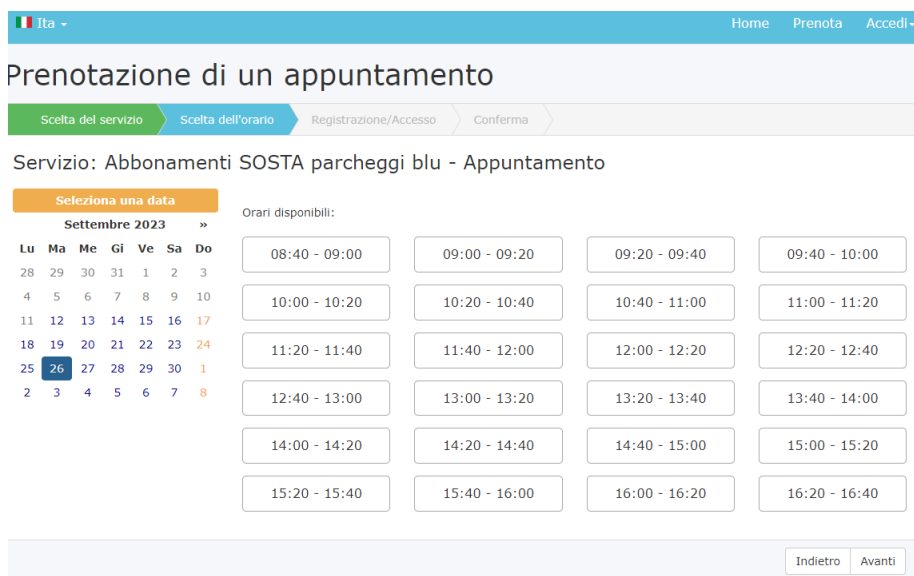 Ita
Home Prenota Accedi
Prenotazione di un appuntamento
Scelta del servizio Scelta dell'orario Registrazione/Accesso Conferma
Servizio: Abbonamenti SOSTA parcheggi blu - Appuntamento
Seleziona una data
Settembre 2023 »
Lu Ma Me Gi Ve Sa Do
28 29 30 31 1 2 3
4 5 6 7 8 9 10
11 12 13 14 15 16 17
18 19 20 21 22 23 24
25 26 27 28 29 30 1
2 3 4 5 6 7 8
Orari disponibili:
08:40 - 09:00 09:00 - 09:20 09:20 - 09:40 09:40 - 10:00
10:00 - 10:20 10:20 - 10:40 10:40 - 11:00 11:00 - 11:20
11:20 - 11:40 11:40 - 12:00 12:00 - 12:20 12:20 - 12:40
12:40 - 13:00 13:00 - 13:20 13:20 - 13:40 13:40 - 14:00
14:00 - 14:20 14:20 - 14:40 14:40 - 15:00 15:00 - 15:20
15:20 - 15:40 15:40 - 16:00 16:00 - 16:20 16:20 - 16:40
Indietro Avanti